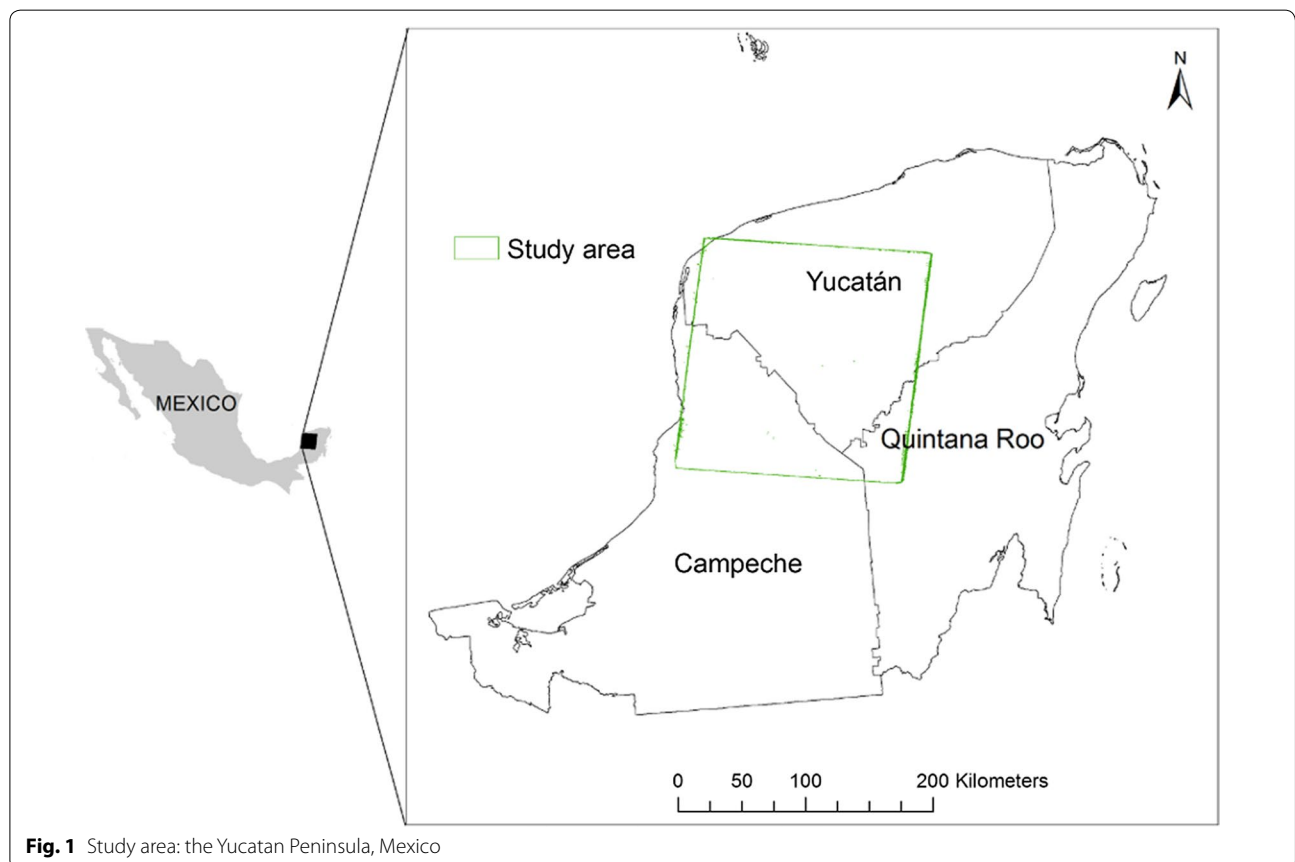 N
Study area
Yucatán
MEXICO
Quintana Roo
Campeche
0 50 100 200 Kilometers
Fig. 1 Study area: the Yucatan Peninsula, Mexico